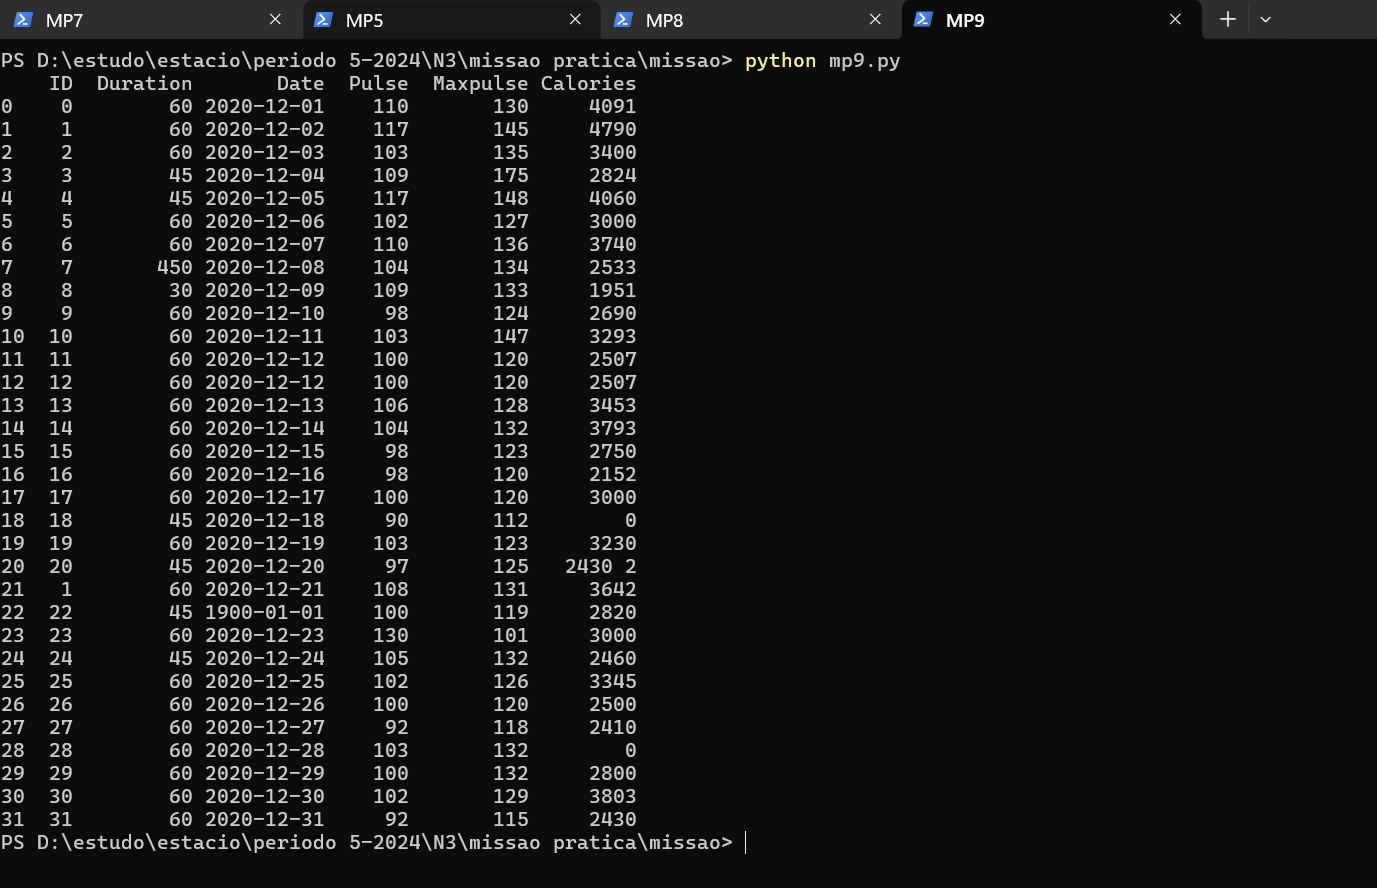 MP7 MP5 MP8 MP9
PS D:\estudo\estacio\periodo 5-2024\N3\missao pratica\missao> python mp9.py
ID Duration Date Pulse Maxpulse Calories
0 0 60 2020-12-01 110 130 4091
1 1 60 2020-12-02 117 145 4790
2 2 60 2020-12-03 103 135 3400
3 3 45 2020-12-04 109 175 2824
4 4 45 2020-12-05 117 148 4060
5 5 60 2020-12-06 102 127 3000
6 6 60 2020-12-07 110 136 3740
7 7 450 2020-12-08 104 134 2533
8 8 30 2020-12-09 109 133 1951
9 9 60 2020-12-10 98 124 2690
10 10 60 2020-12-11 103 147 3293
11 11 60 2020-12-12 100 120 2507
12 12 60 2020-12-12 100 120 2507
13 13 60 2020-12-13 106 128 3453
14 14 60 2020-12-14 104 132 3793
15 15 60 2020-12-15 98 123 2750
16 16 60 2020-12-16 98 120 2152
17 17 60 2020-12-17 100 120 3000
18 18 45 2020-12-18 90 112 0
19 19 60 2020-12-19 103 123 3230
20 20 45 2020-12-20 97 125 2430 2
21 1 60 2020-12-21 108 131 3642
22 22 45 1900-01-01 100 119 2820
23 23 60 2020-12-23 130 101 3000
24 24 45 2020-12-24 105 132 2460
25 25 60 2020-12-25 102 126 3345
26 26 60 2020-12-26 100 120 2500
27 27 60 2020-12-27 92 118 2410
28 28 60 2020-12-28 103 132 0
29 29 60 2020-12-29 100 132 2800
30 30 60 2020-12-30 102 129 3803
31 31 60 2020-12-31 92 115 2430
PS D:\estudo\estacio\periodo 5-2024\N3\missao pratica\missao>